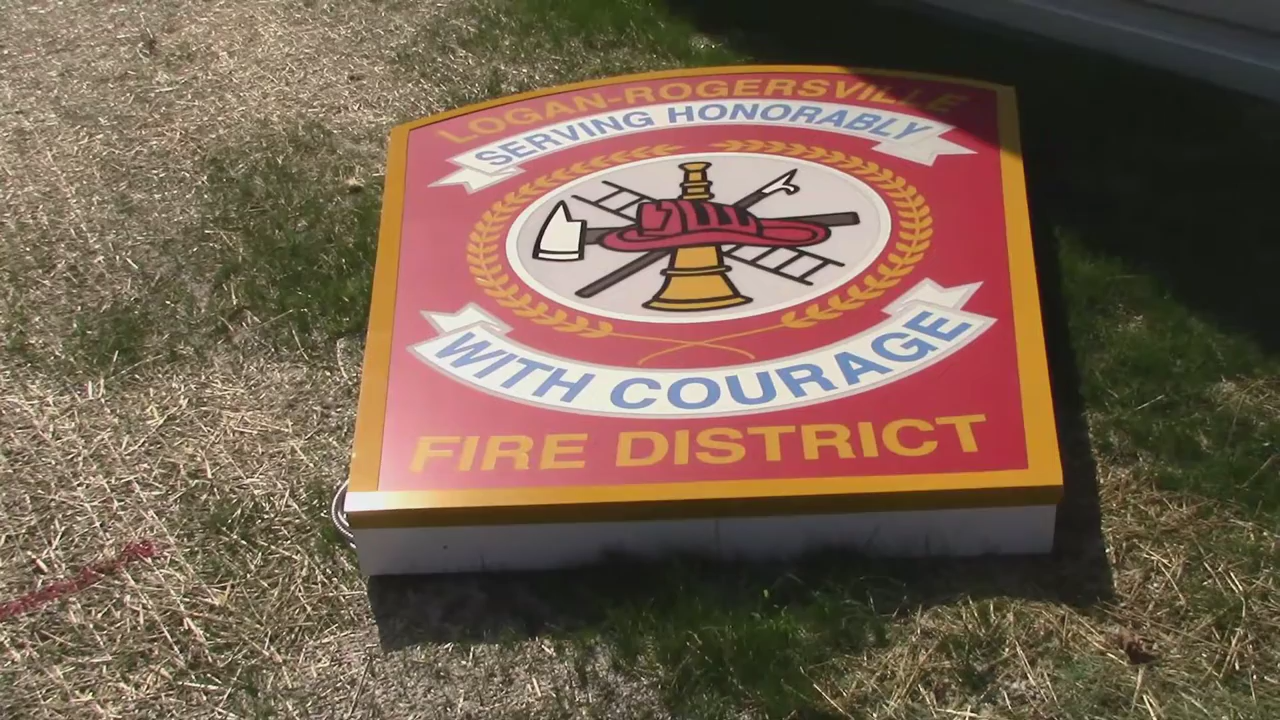 LOGAN-ROGERSVILLE
SERVING HONORABLY
WITH COURAGE
FIRE DISTRICT